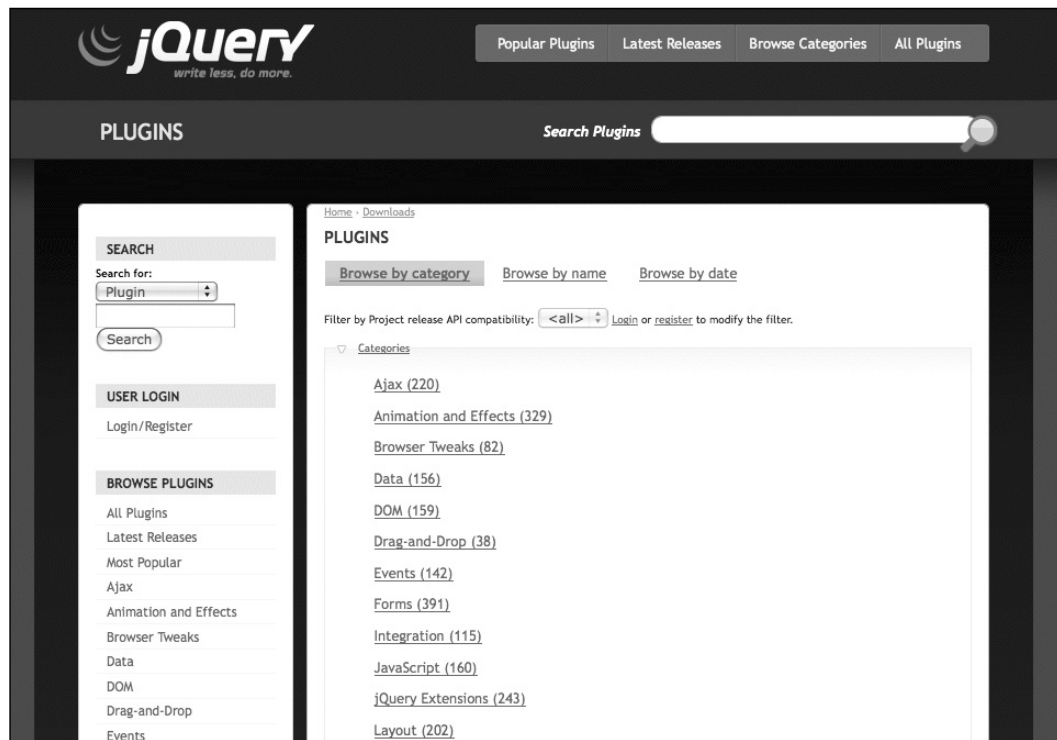 jQuery
write less, do more.
Popular Plugins Latest Releases Browse Categories All Plugins
PLUGINS
Search Plugins
SEARCH
Search for:
Plugin
Search
USER LOGIN
Login/Register
BROWSE PLUGINS
All Plugins
Latest Releases
Most Popular
Ajax
Animation and Effects
Browser Tweaks
Data
DOM
Drag-and-Drop
Events
Home · Downloads
PLUGINS
Browse by category Browse by name Browse by date
Filter by Project release API compatibility: <all> Login or register to modify the filter.
Categories
Ajax (220)
Animation and Effects (329)
Browser Tweaks (82)
Data (156)
DOM (159)
Drag-and-Drop (38)
Events (142)
Forms (391)
Integration (115)
JavaScript (160)
jQuery Extensions (243)
Layout (202)